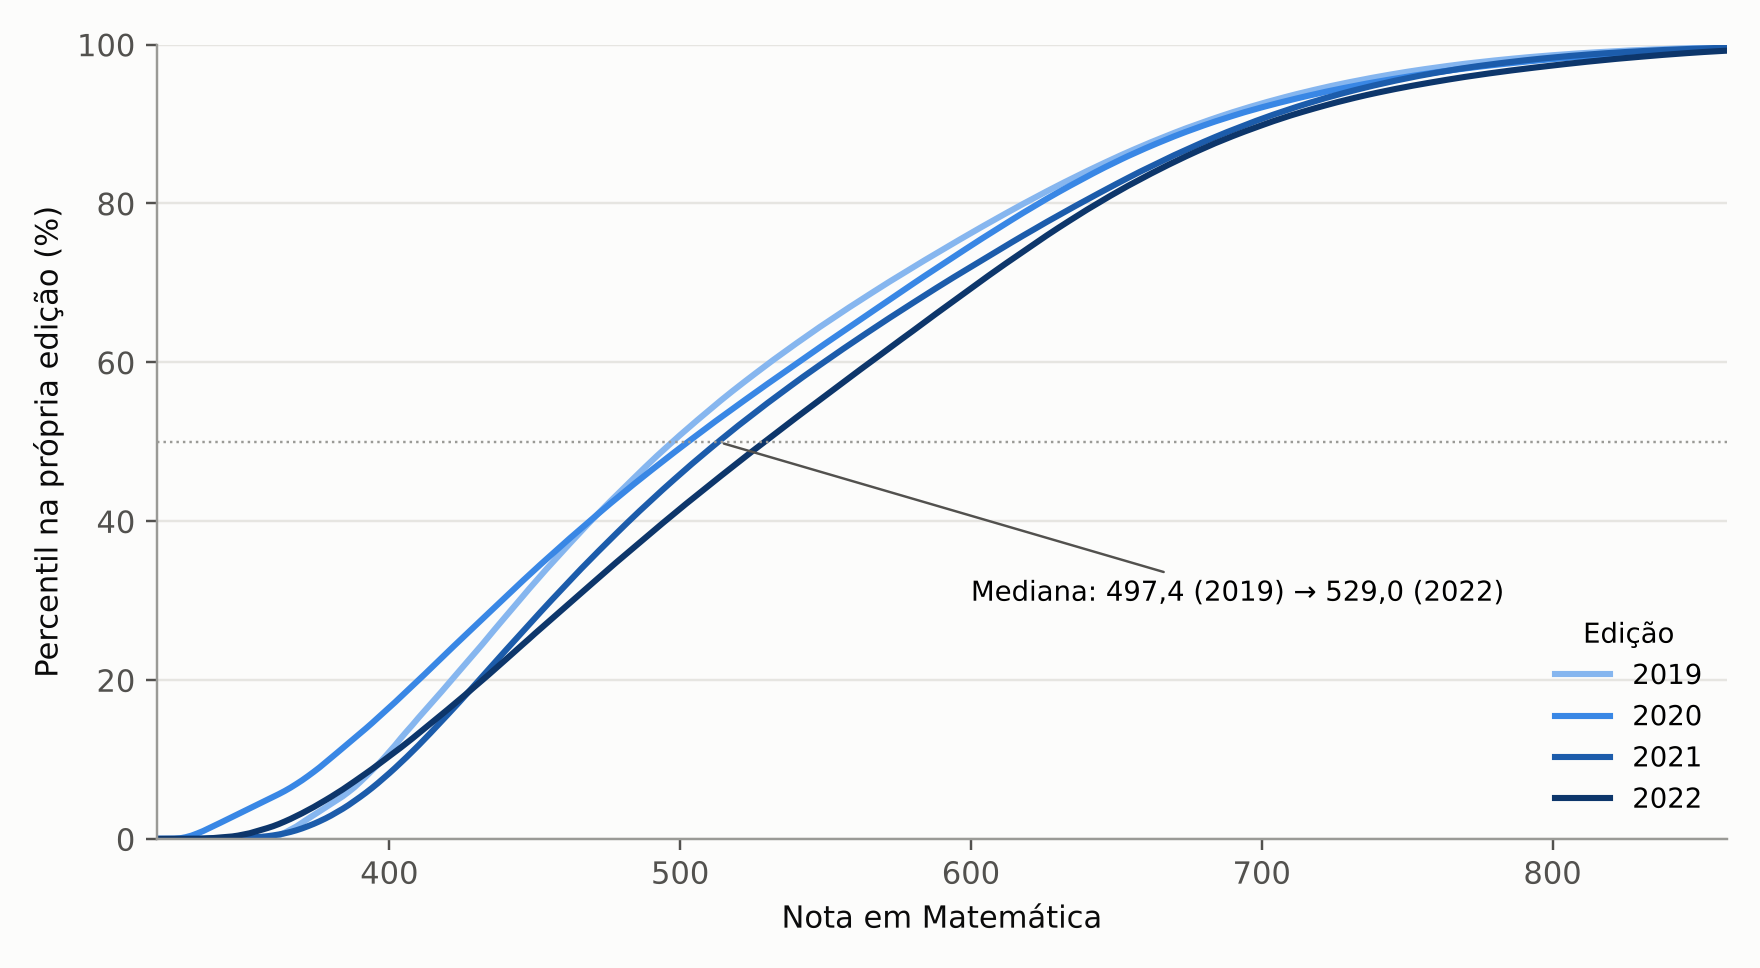 100
80
60
40
20
0
Percentil na própria edição (%)
Mediana: 497,4 (2019) → 529,0 (2022)
Edição
2019
2020
2021
2022
400 500 600 700 800
Nota em Matemática